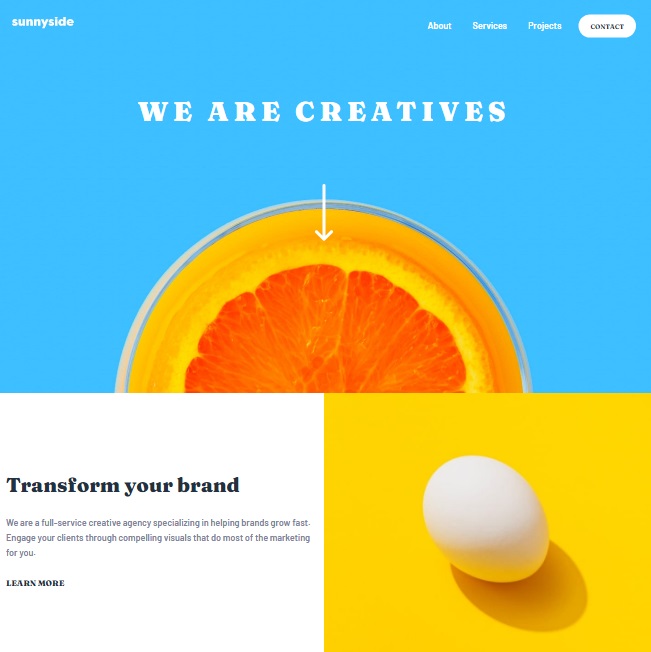 sunnyside
About Services Projects CONTACT
WE ARE CREATIVES
Transform your brand
We are a full-service creative agency specializing in helping brands grow fast.
Engage your clients through compelling visuals that do most of the marketing
for you.
LEARN MORE